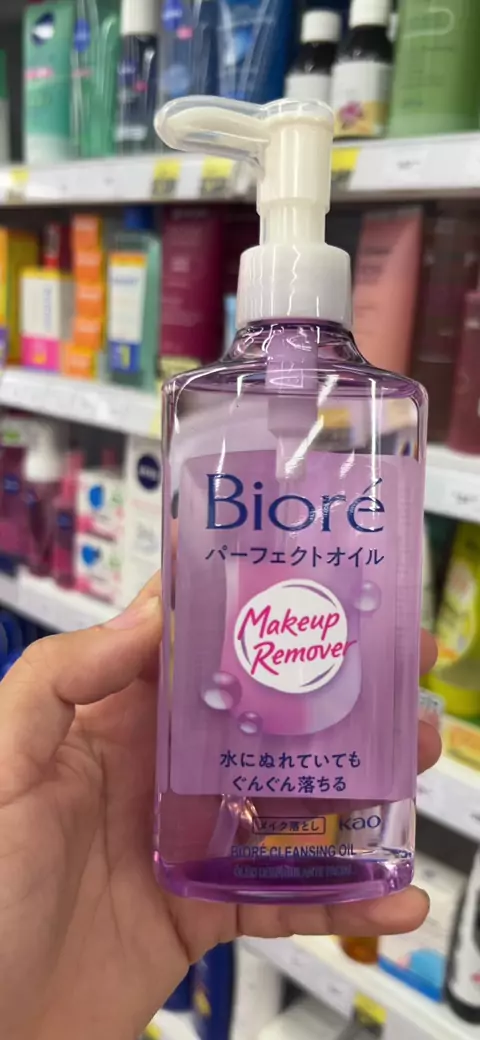 Bioré
パーフェクトオイル
Makeup
Remover
水にぬれていても
ぐんぐん落ちる
メイク落とし
Kao
BIORÉ CLEANSING OIL
NIVEA